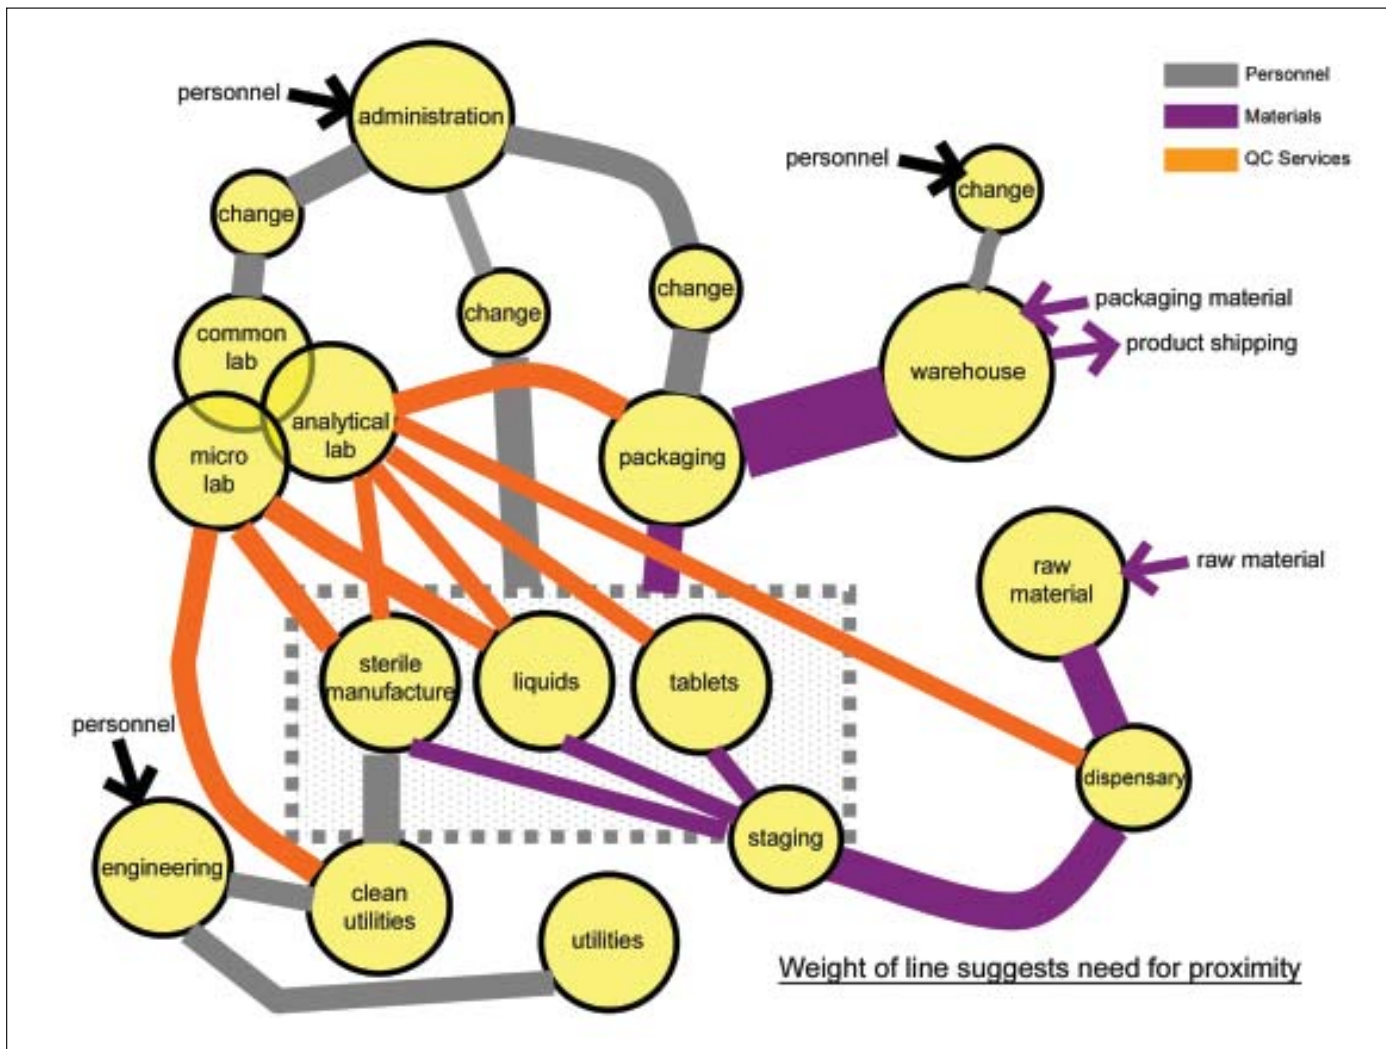 personnel
administration
Personnel
Materials
QC Services
personnel
change
change
change
change
common
lab
analytical
lab
micro
lab
packaging
warehouse
packaging material
product shipping
raw
material
raw material
sterile
manufacture
liquids
tablets
dispensary
staging
personnel
engineering
clean
utilities
utilities
Weight of line suggests need for proximity